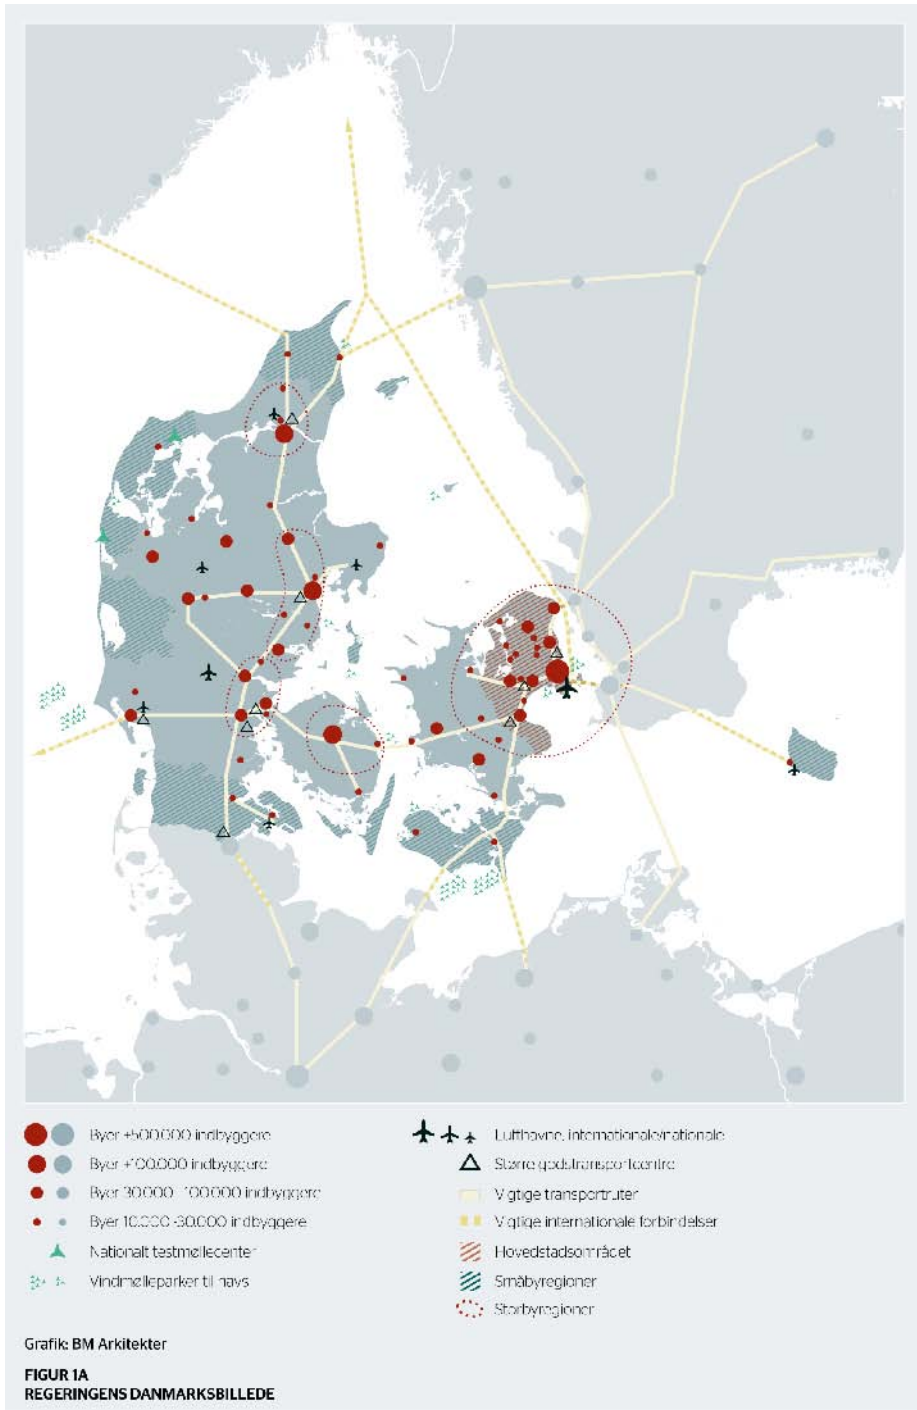 Byer +500.000 indbyggere
Byer +100.000 indbyggere
Byer 30.000 - 100.000 indbyggere
Byer 10.000 -30.000 indbyggere
Nationalt testmøllecenter
Vindmølleparker til havs
Lufthavne, internationale/nationale
Større godstransportcentre
Vigtige transportruter
Vigtige internationale forbindelser
Hovedstadsområdet
Småbyregioner
Storbyregioner
Grafik: BM Arkitekter
FIGUR 1A
REGERINGENS DANMARKSBILLEDE